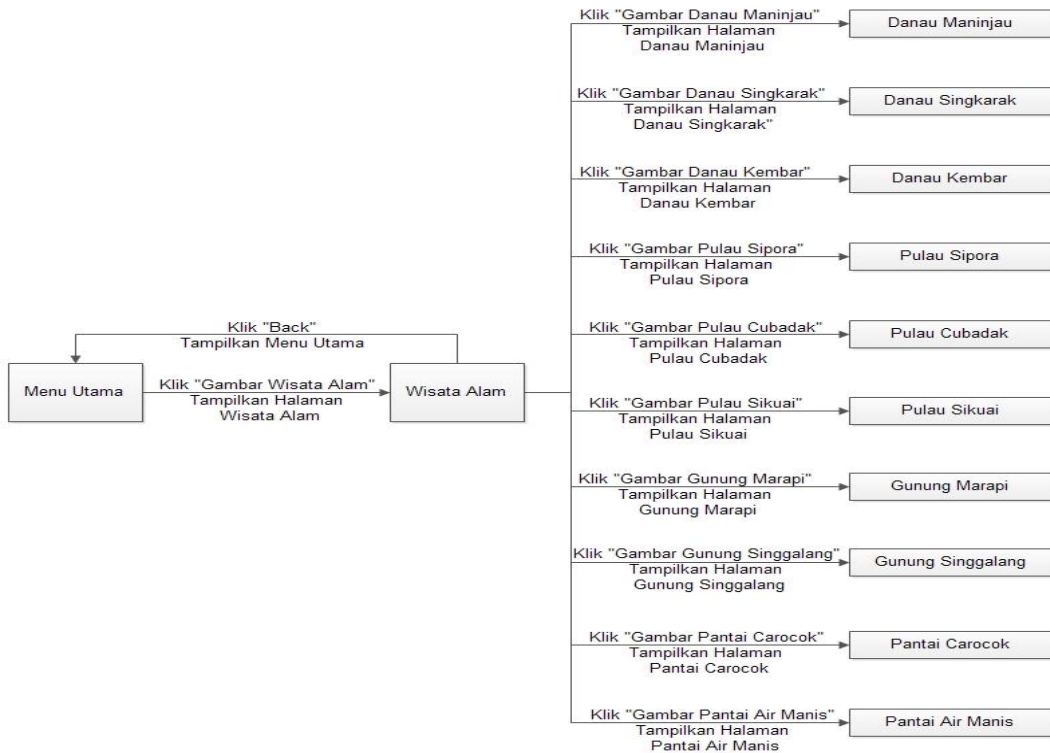 Klik "Gambar Danau Maninjau"
Tampilkan Halaman
Danau Maninjau
Danau Maninjau
Klik "Gambar Danau Singkarak"
Tampilkan Halaman
Danau Singkarak"
Danau Singkarak
Klik "Gambar Danau Kembar"
Tampilkan Halaman
Danau Kembar
Danau Kembar
Klik "Gambar Pulau Sipora"
Tampilkan Halaman
Pulau Sipora
Pulau Sipora
Klik "Back"
Tampilkan Menu Utama
Menu Utama
Klik "Gambar Wisata Alam"
Tampilkan Halaman
Wisata Alam
Wisata Alam
Klik "Gambar Pulau Cubadak"
Tampilkan Halaman
Pulau Cubadak
Pulau Cubadak
Klik "Gambar Pulau Sikuai"
Tampilkan Halaman
Pulau Sikuai
Pulau Sikuai
Klik "Gambar Gunung Marapi"
Tampilkan Halaman
Gunung Marapi
Gunung Marapi
Klik "Gambar Gunung Singgalang"
Tampilkan Halaman
Gunung Singgalang
Gunung Singgalang
Klik "Gambar Pantai Carocok"
Tampilkan Halaman
Pantai Carocok
Pantai Carocok
Klik "Gambar Pantai Air Manis"
Tampilkan Halaman
Pantai Air Manis
Pantai Air Manis